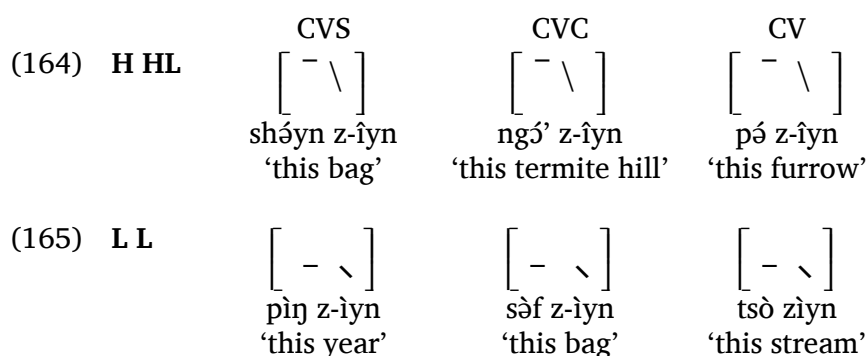 CVS CVC CV
(164) H HL [ ¯ \ ] [ ¯ \ ] [ ¯ \ ]
shə́yn z-îyn ngɔ́’ z-îyn pə́ z-îyn
‘this bag’ ‘this termite hill’ ‘this furrow’
(165) L L [ – ˎ ] [ – ˎ ] [ – ˎ ]
pìŋ z-ìyn sə̀f z-ìyn tsò zìyn
‘this year’ ‘this bag’ ‘this stream’